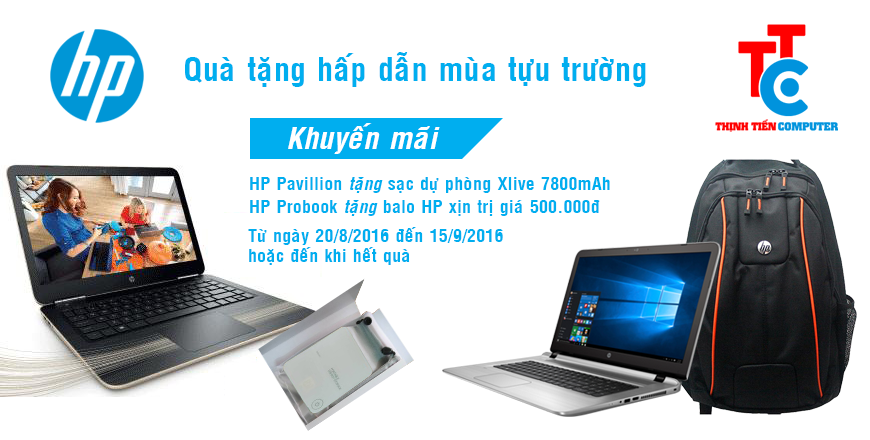 hp
Quà tặng hấp dẫn mùa tựu trường
TTC
THỊNH TIẾN COMPUTER
Khuyến mãi
HP Pavillion tặng sạc dự phòng Xlive 7800mAh
HP Probook tặng balo HP xịn trị giá 500.000đ
Từ ngày 20/8/2016 đến 15/9/2016
hoặc đến khi hết quà
hp